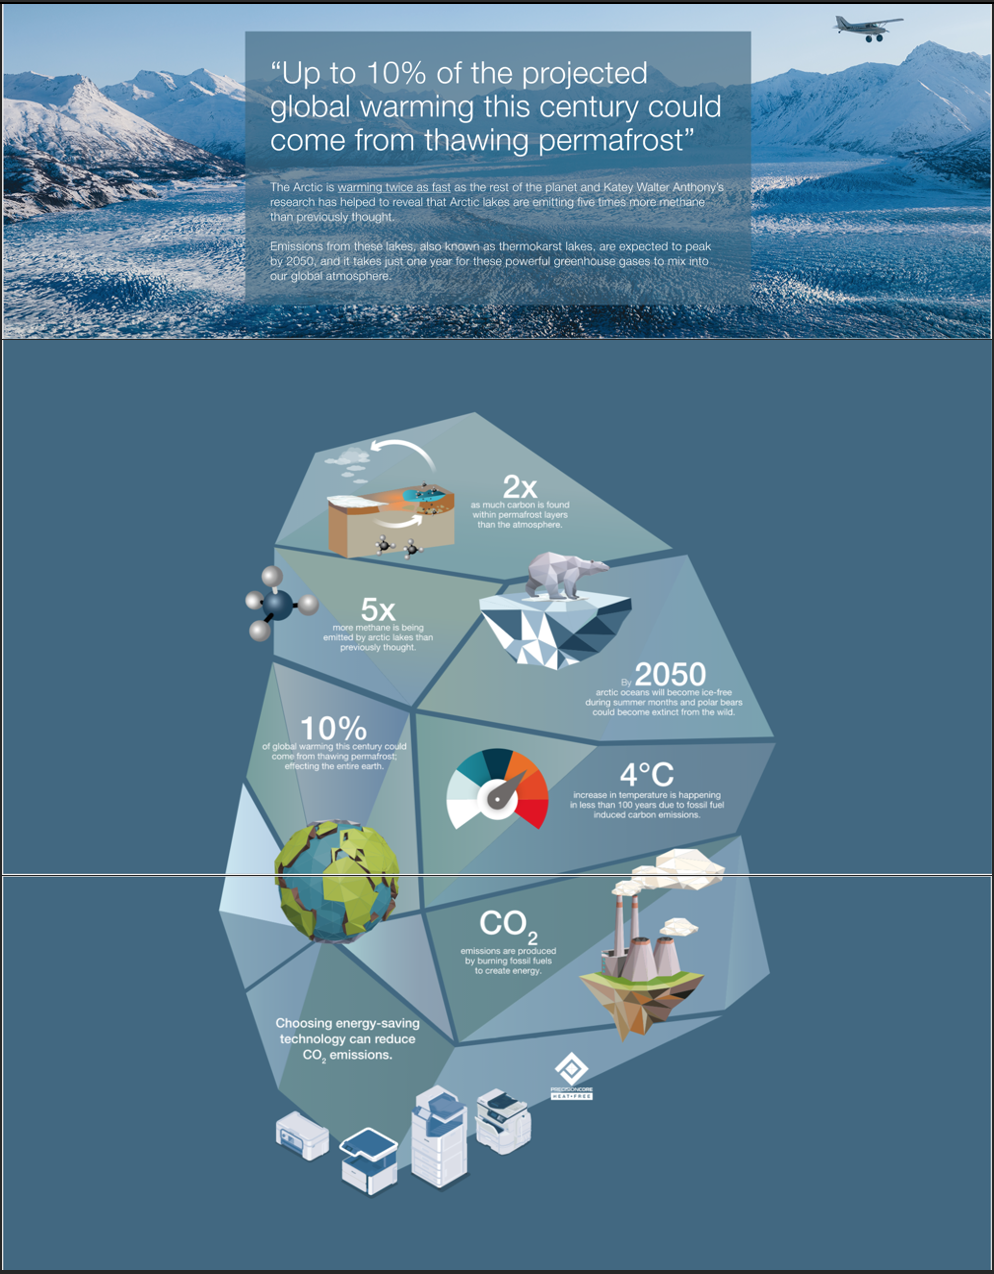 “Up to 10% of the projected
global warming this century could
come from thawing permafrost”
The Arctic is warming twice as fast as the rest of the planet and Katey Walter Anthony’s
research has helped to reveal that Arctic lakes are emitting five times more methane
than previously thought.
Emissions from these lakes, also known as thermokarst lakes, are expected to peak
by 2050, and it takes just one year for these powerful greenhouse gases to mix into
our global atmosphere.
2x
as much carbon is found
within permafrost layers
than the atmosphere.
5x
more methane is being
emitted by arctic lakes than
previously thought.
By 2050
arctic oceans will become ice-free
during summer months and polar bears
could become extinct from the wild.
10%
of global warming this century could
come from thawing permafrost;
effecting the entire earth.
4°C
increase in temperature is happening
in less than 100 years due to fossil fuel
induced carbon emissions.
CO2
emissions are produced
by burning fossil fuels
to create energy.
Choosing energy-saving
technology can reduce
CO2 emissions.
PRECISIONCORE
HEAT-FREE